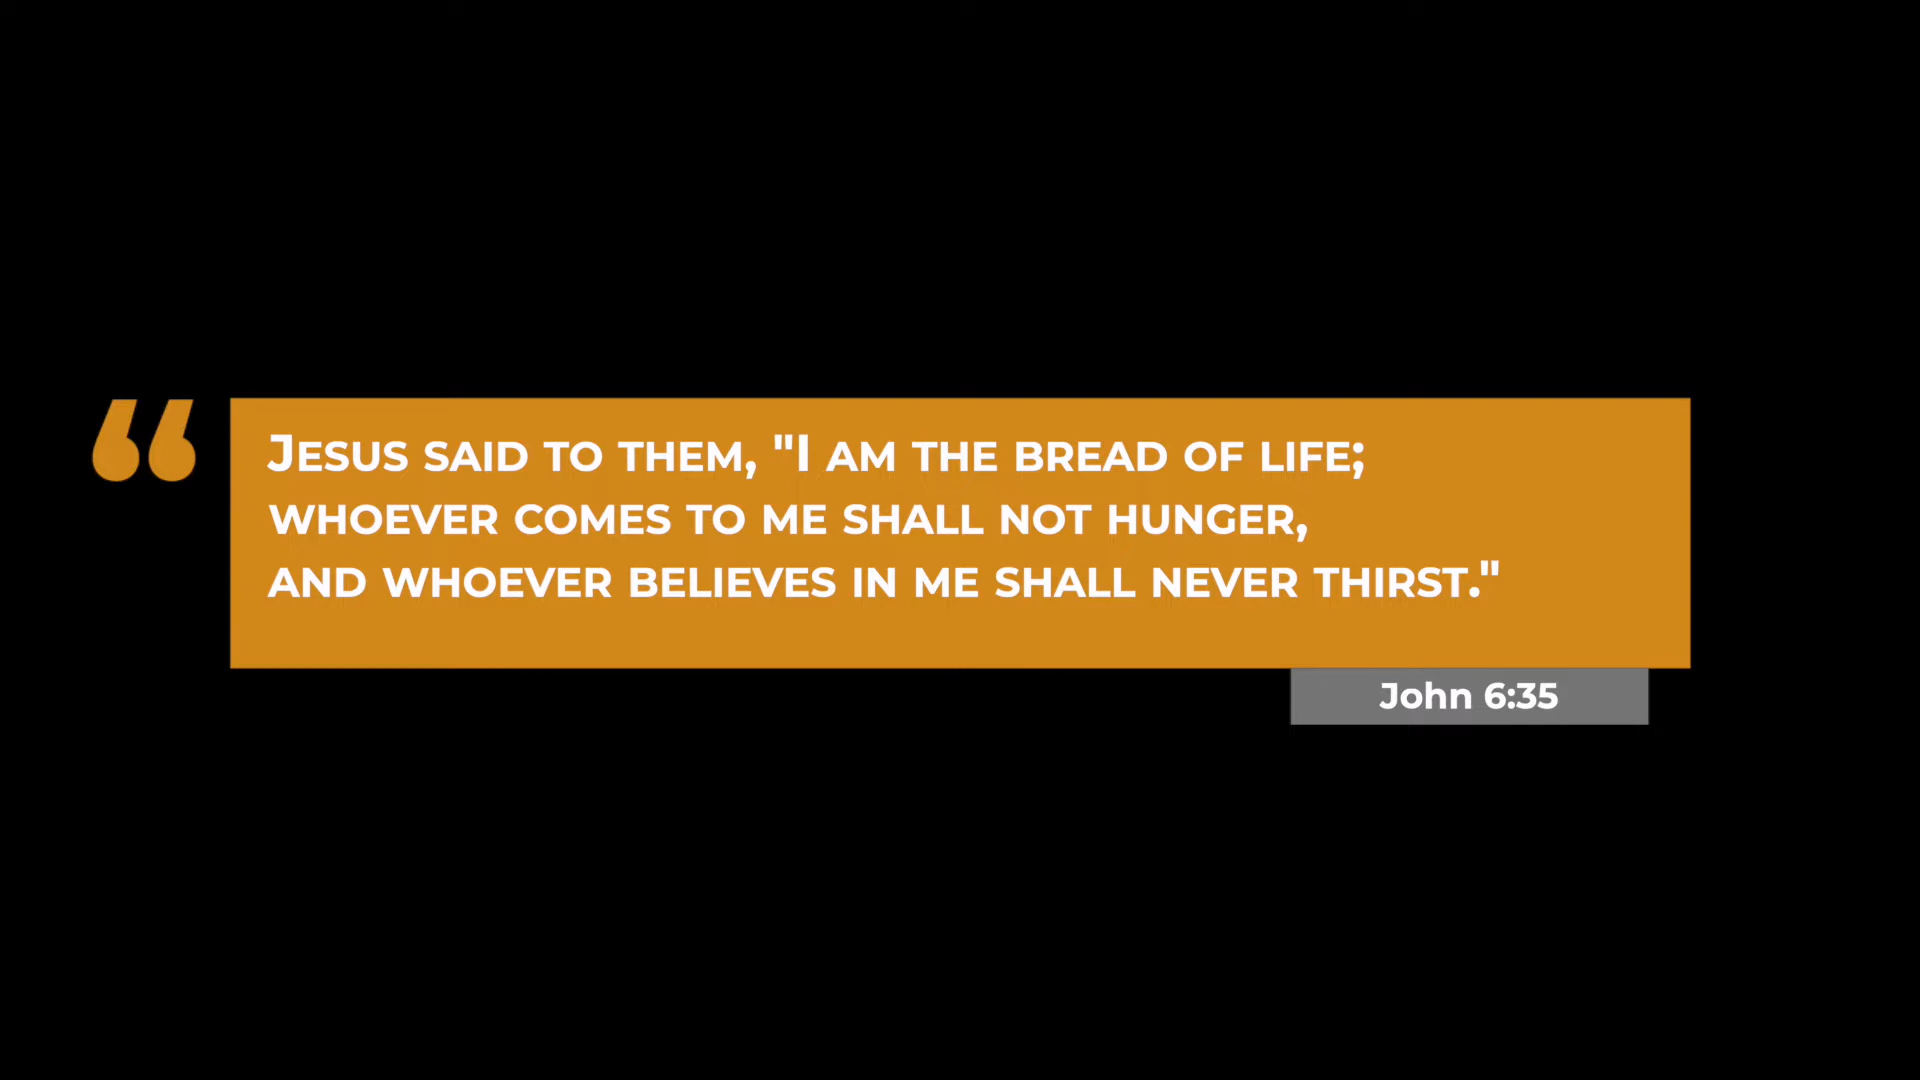 “
Jesus said to them, "I am the bread of life;
whoever comes to me shall not hunger,
and whoever believes in me shall never thirst."
John 6:35